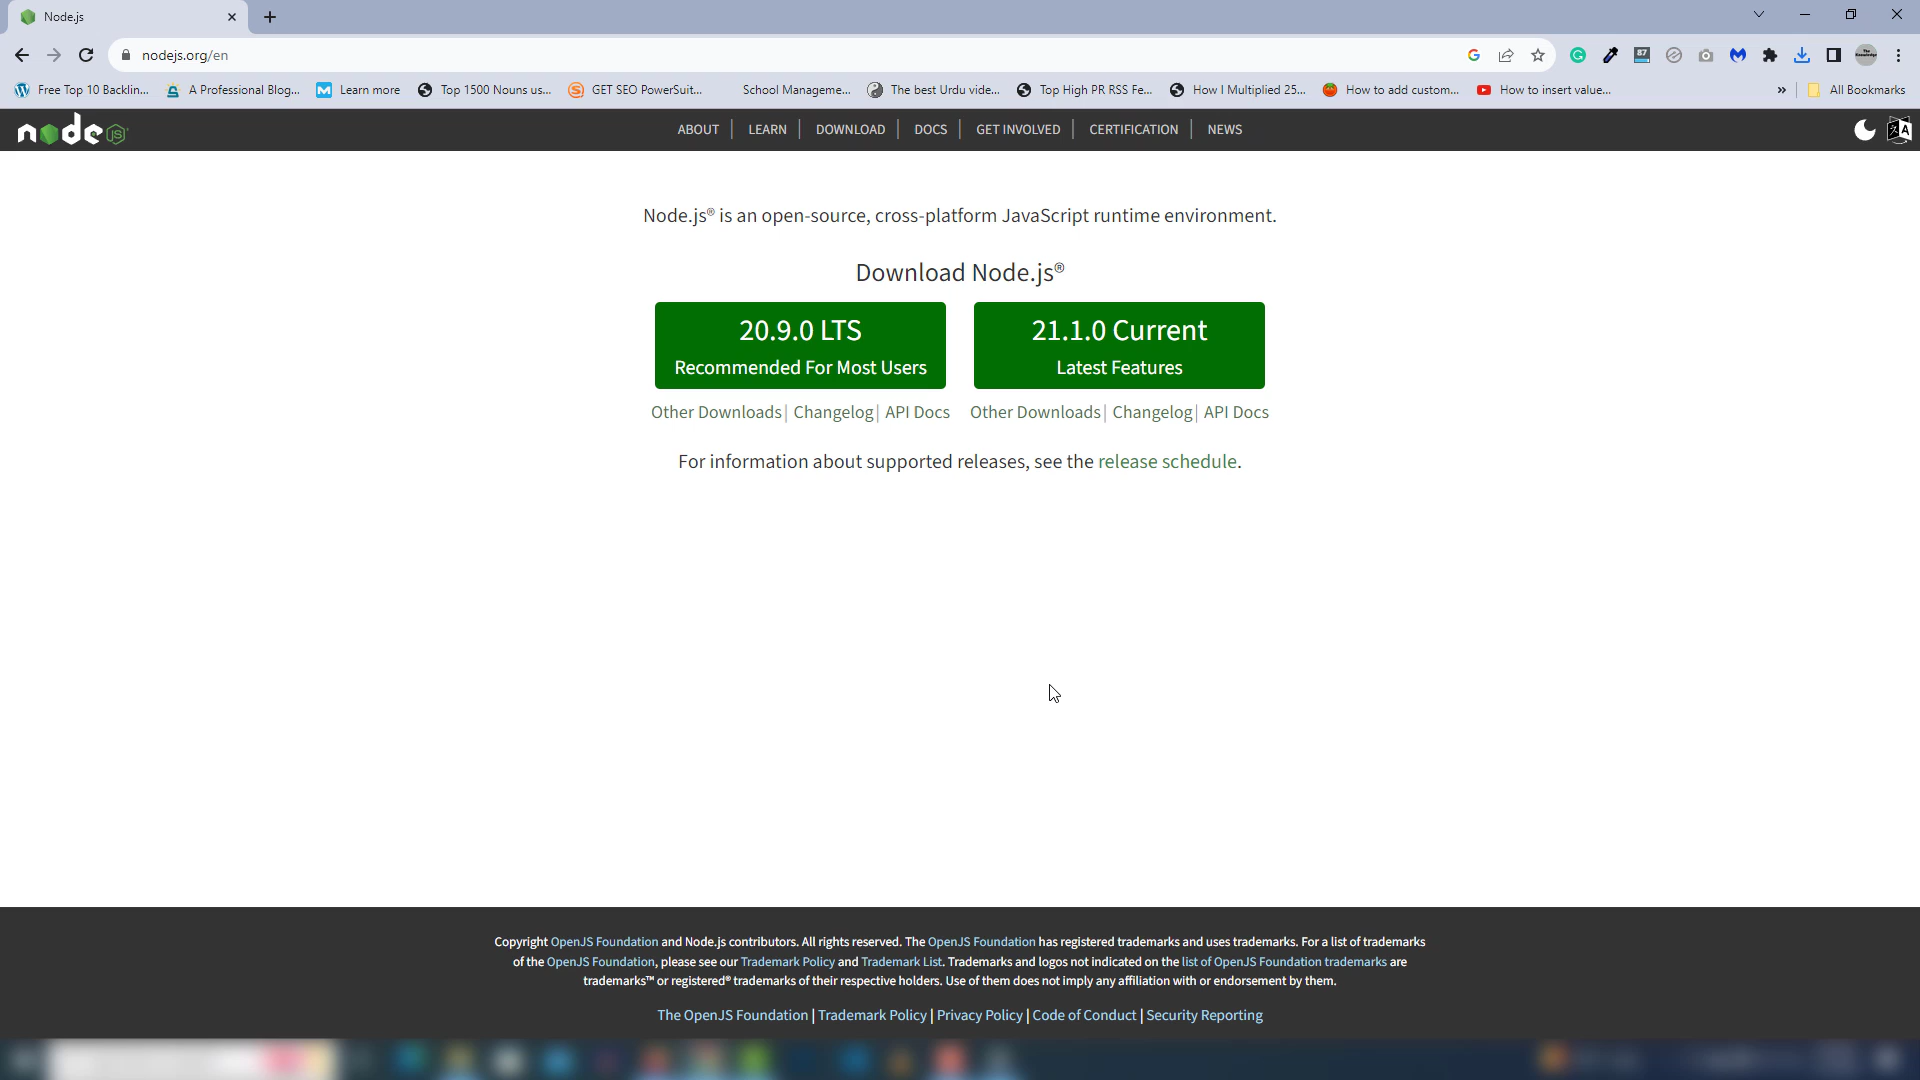 Node.js
nodejs.org/en
87
Free Top 10 Backlin...
A Professional Blog...
Learn more
Top 1500 Nouns us...
GET SEO PowerSuit...
School Manageme...
The best Urdu vide...
Top High PR RSS Fe...
How I Multiplied 25...
How to add custom...
How to insert value...
»
All Bookmarks
node JS
ABOUT | LEARN | DOWNLOAD | DOCS | GET INVOLVED | CERTIFICATION | NEWS
Node.js® is an open-source, cross-platform JavaScript runtime environment.
Download Node.js®
20.9.0 LTS
Recommended For Most Users
21.1.0 Current
Latest Features
Other Downloads | Changelog | API Docs
Other Downloads | Changelog | API Docs
For information about supported releases, see the release schedule.
Copyright OpenJS Foundation and Node.js contributors. All rights reserved. The OpenJS Foundation has registered trademarks and uses trademarks. For a list of trademarks
of the OpenJS Foundation, please see our Trademark Policy and Trademark List. Trademarks and logos not indicated on the list of OpenJS Foundation trademarks are
trademarks™ or registered® trademarks of their respective holders. Use of them does not imply any affiliation with or endorsement by them.
The OpenJS Foundation | Trademark Policy | Privacy Policy | Code of Conduct | Security Reporting